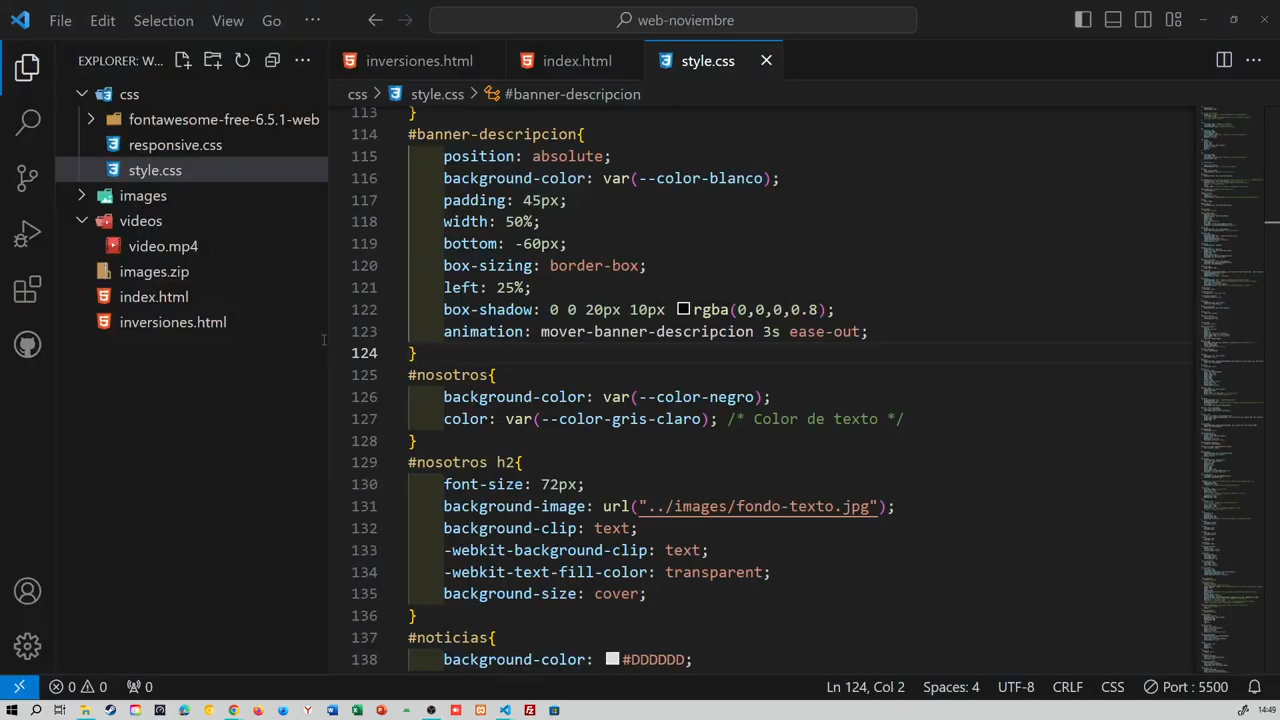 File Edit Selection View Go ··· web-noviembre
EXPLORER: W... inversiones.html index.html style.css
css > style.css > #banner-descripcion
css
fontawesome-free-6.5.1-web
responsive.css
style.css
images
videos
video.mp4
images.zip
index.html
inversiones.html
113 }
114 #banner-descripcion{
115 position: absolute;
116 background-color: var(--color-blanco);
117 padding:
118 width:
119 bottom: -66px;
120 box-sizing: border-box;
121 left:
122 box-shadow: 0 10px rgba(0,0,0,0.8);
123 animation: mover-banner-descripcion 3s ease-out;
124 }
125 #nosotros{
126 background-color: var(--color-negro);
127 color: var(--color-gris-claro); /* Color de texto */
128 }
129 #nosotros h2{
130 font-size: 72px;
131 background-image: url("../images/fondo-texto.jpg");
132 background-clip: text;
133 -webkit-background-clip: text;
134 -webkit-text-fill-color: transparent;
135 background-size: cover;
136 }
137 #noticias{
138 background-color: #DDDDDD;
0 0 0 Ln 124, Col 2 Spaces: 4 UTF-8 CRLF CSS Port : 5500
14:49